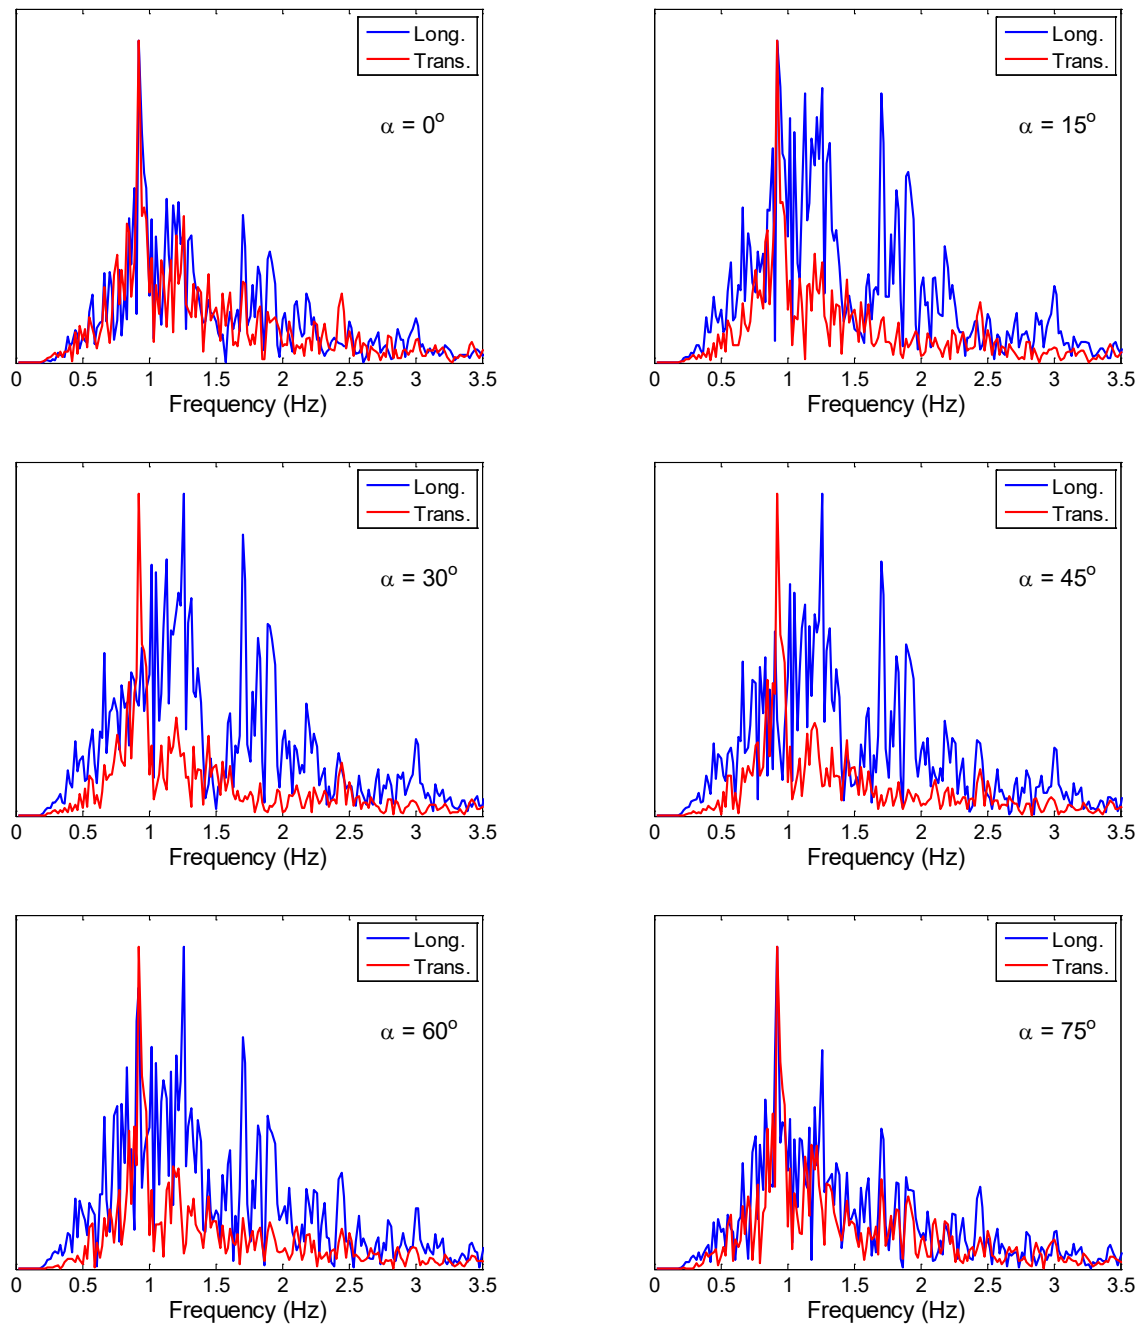 Long.
Trans.
α = 0°
0 0.5 1 1.5 2 2.5 3 3.5
Frequency (Hz)
Long.
Trans.
α = 15°
0 0.5 1 1.5 2 2.5 3 3.5
Frequency (Hz)
Long.
Trans.
α = 30°
0 0.5 1 1.5 2 2.5 3 3.5
Frequency (Hz)
Long.
Trans.
α = 45°
0 0.5 1 1.5 2 2.5 3 3.5
Frequency (Hz)
Long.
Trans.
α = 60°
0 0.5 1 1.5 2 2.5 3 3.5
Frequency (Hz)
Long.
Trans.
α = 75°
0 0.5 1 1.5 2 2.5 3 3.5
Frequency (Hz)